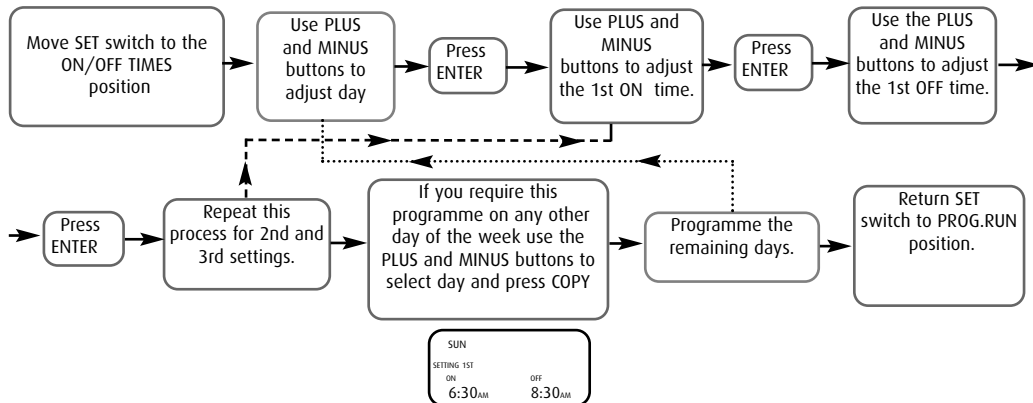 Move SET switch to the
ON/OFF TIMES
position
Use PLUS
and MINUS
buttons to
adjust day
Press
ENTER
Use PLUS and
MINUS
buttons to adjust
the 1st ON time.
Press
ENTER
Use the PLUS
and MINUS
buttons to adjust
the 1st OFF time.
Press
ENTER
Repeat this
process for 2nd and
3rd settings.
If you require this
programme on any other
day of the week use the
PLUS and MINUS buttons to
select day and press COPY
Programme the
remaining days.
Return SET
switch to PROG.RUN
position.
SUN
SETTING 1ST
ON OFF
6:30AM 8:30AM